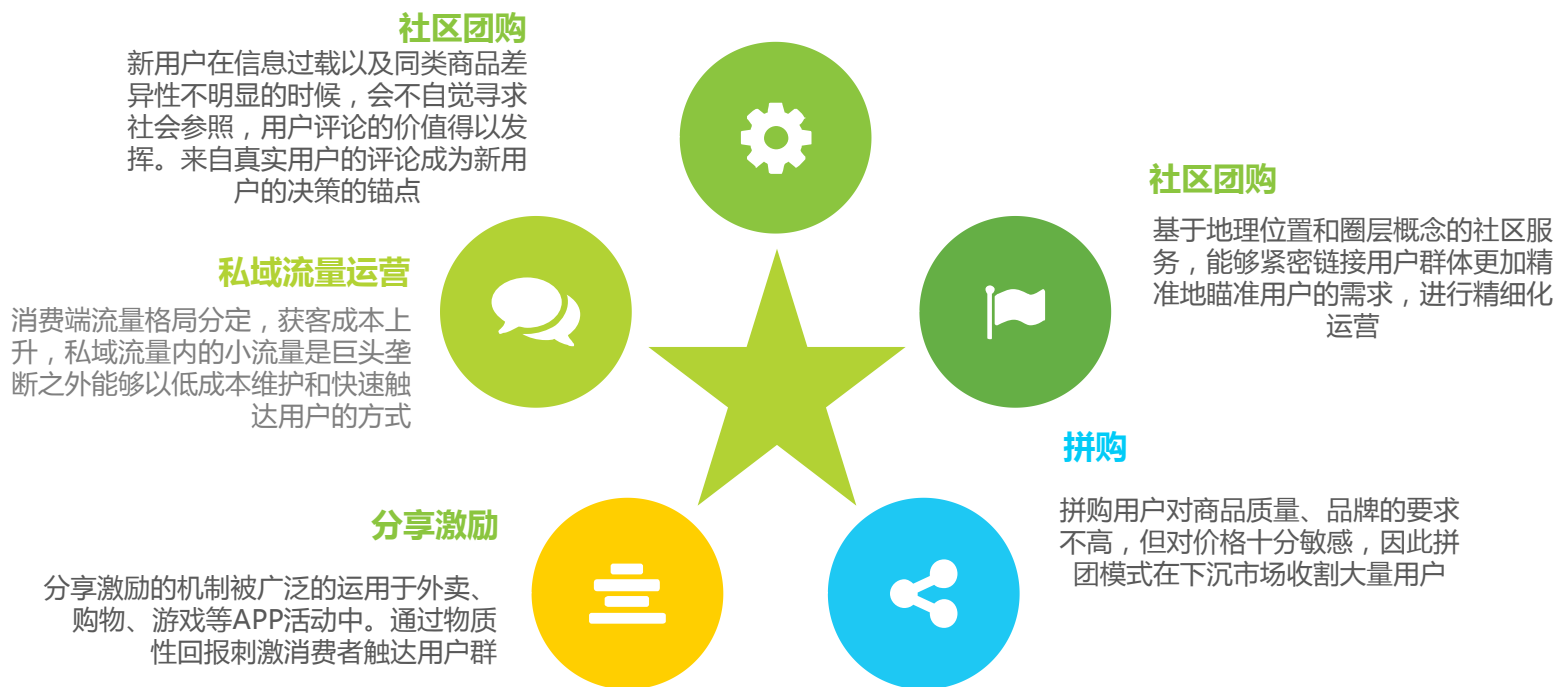 社区团购
新用户在信息过载以及同类商品差
异性不明显的时候，会不自觉寻求
社会参照，用户评论的价值得以发
挥。来自真实用户的评论成为新用
户的决策的锚点
社区团购
基于地理位置和圈层概念的社区服
务，能够紧密链接用户群体更加精
准地瞄准用户的需求，进行精细化
运营
私域流量运营
消费端流量格局分定，获客成本上
升，私域流量内的小流量是巨头垄
断之外能够以低成本维护和快速触
达用户的方式
拼购
拼购用户对商品质量、品牌的要求
不高，但对价格十分敏感，因此拼
团模式在下沉市场收割大量用户
分享激励
分享激励的机制被广泛的运用于外卖、
购物、游戏等APP活动中。通过物质
性回报刺激消费者触达用户群